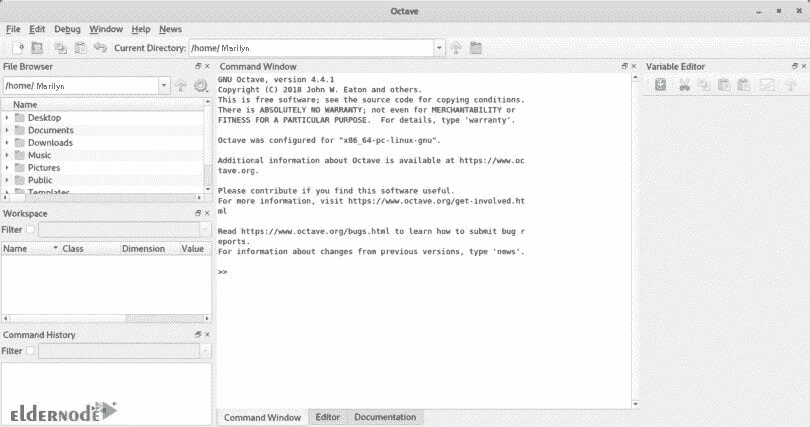 Octave
File Edit Debug Window Help News
Current Directory: /home/ Marilyn
File Browser
/home/ Marilyn
Name
Desktop
Documents
Downloads
Music
Pictures
Public
Templates
Workspace
Filter
Name Class Dimension Value
Command History
Filter
ELDERNODE
Command Window
GNU Octave, version 4.4.1
Copyright (C) 2018 John W. Eaton and others.
This is free software; see the source code for copying conditions.
There is ABSOLUTELY NO WARRANTY; not even for MERCHANTABILITY or
FITNESS FOR A PARTICULAR PURPOSE.  For details, type 'warranty'.
Octave was configured for "x86_64-pc-linux-gnu".
Additional information about Octave is available at https://www.oc
tave.org.
Please contribute if you find this software useful.
For more information, visit https://www.octave.org/get-involved.ht
ml
Read https://www.octave.org/bugs.html to learn how to submit bug r
eports.
For information about changes from previous versions, type 'news'.
>>
Command Window Editor Documentation
Variable Editor